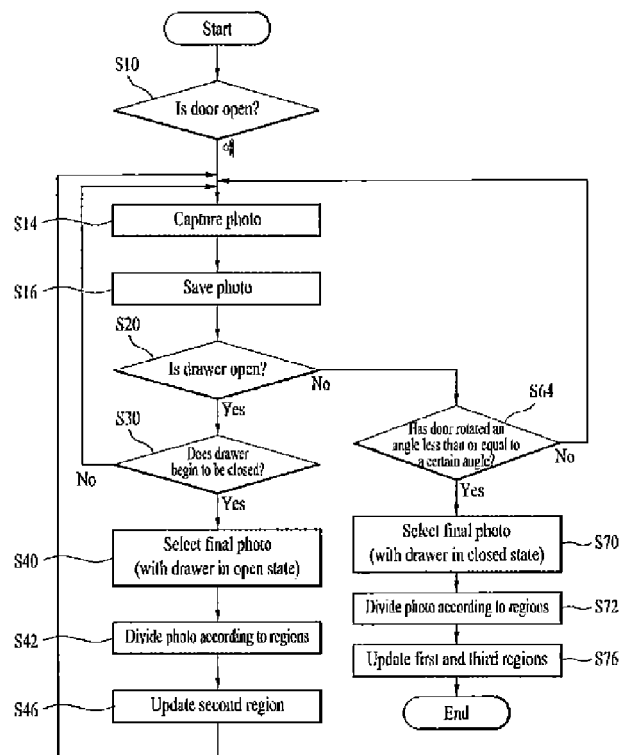 Start
S10
Is door open?
S14
Capture photo
S16
Save photo
S20
Is drawer open?
No
Yes
S30
Does drawer
begin to be closed?
No
Yes
S64
Has door rotated an
angle less than or equal to
a certain angle?
No
Yes
S40
Select final photo
(with drawer in open state)
S42
Divide photo according to regions
S46
Update second region
Select final photo
(with drawer in closed state)
S70
Divide photo according to regions
S72
Update first and third regions
S76
End